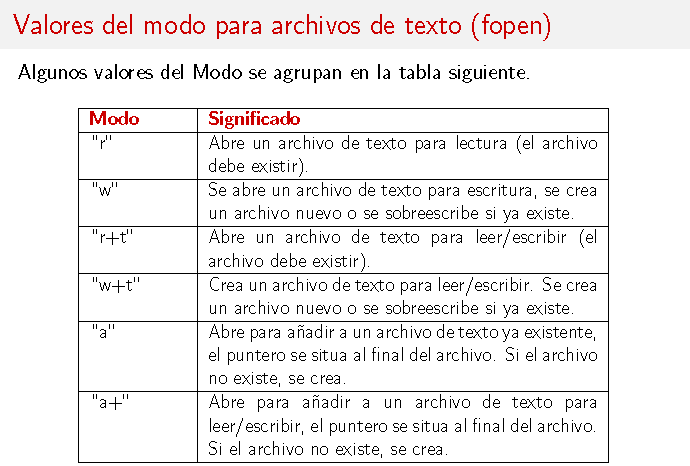 Valores del modo para archivos de texto (fopen)
Algunos valores del Modo se agrupan en la tabla siguiente.
Modo Significado
"r" Abre un archivo de texto para lectura (el archivo
debe existir).
"w" Se abre un archivo de texto para escritura, se crea
un archivo nuevo o se sobreescribe si ya existe.
"r+t" Abre un archivo de texto para leer/escribir (el
archivo debe existir).
"w+t" Crea un archivo de texto para leer/escribir. Se crea
un archivo nuevo o se sobreescribe si ya existe.
"a" Abre para añadir a un archivo de texto ya existente,
el puntero se situa al final del archivo. Si el archivo
no existe, se crea.
"a+" Abre para añadir a un archivo de texto para
leer/escribir, el puntero se situa al final del archivo.
Si el archivo no existe, se crea.